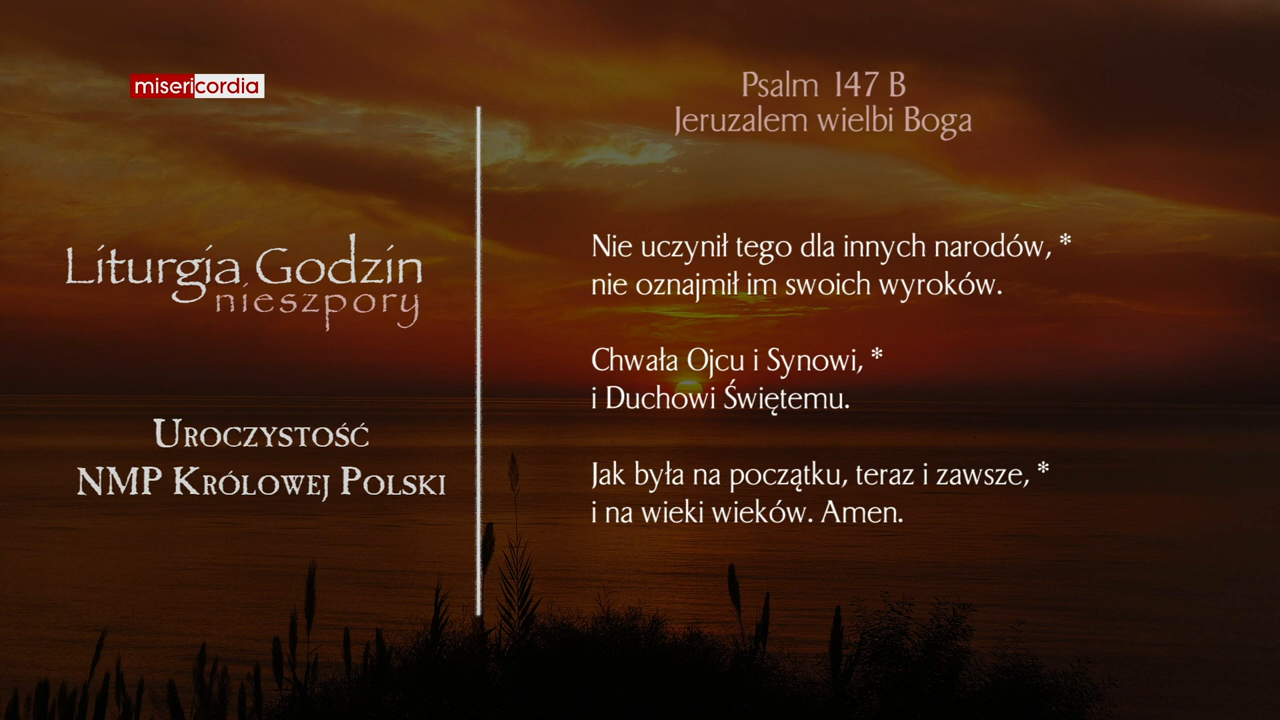 misericordia
Liturgia Godzin
nieszpory
Uroczystość
NMP Królowej Polski
Psalm 147 B
Jeruzalem wielbi Boga
Nie uczynił tego dla innych narodów, *
nie oznajmił im swoich wyroków.
Chwała Ojcu i Synowi, *
i Duchowi Świętemu.
Jak była na początku, teraz i zawsze, *
i na wieki wieków. Amen.